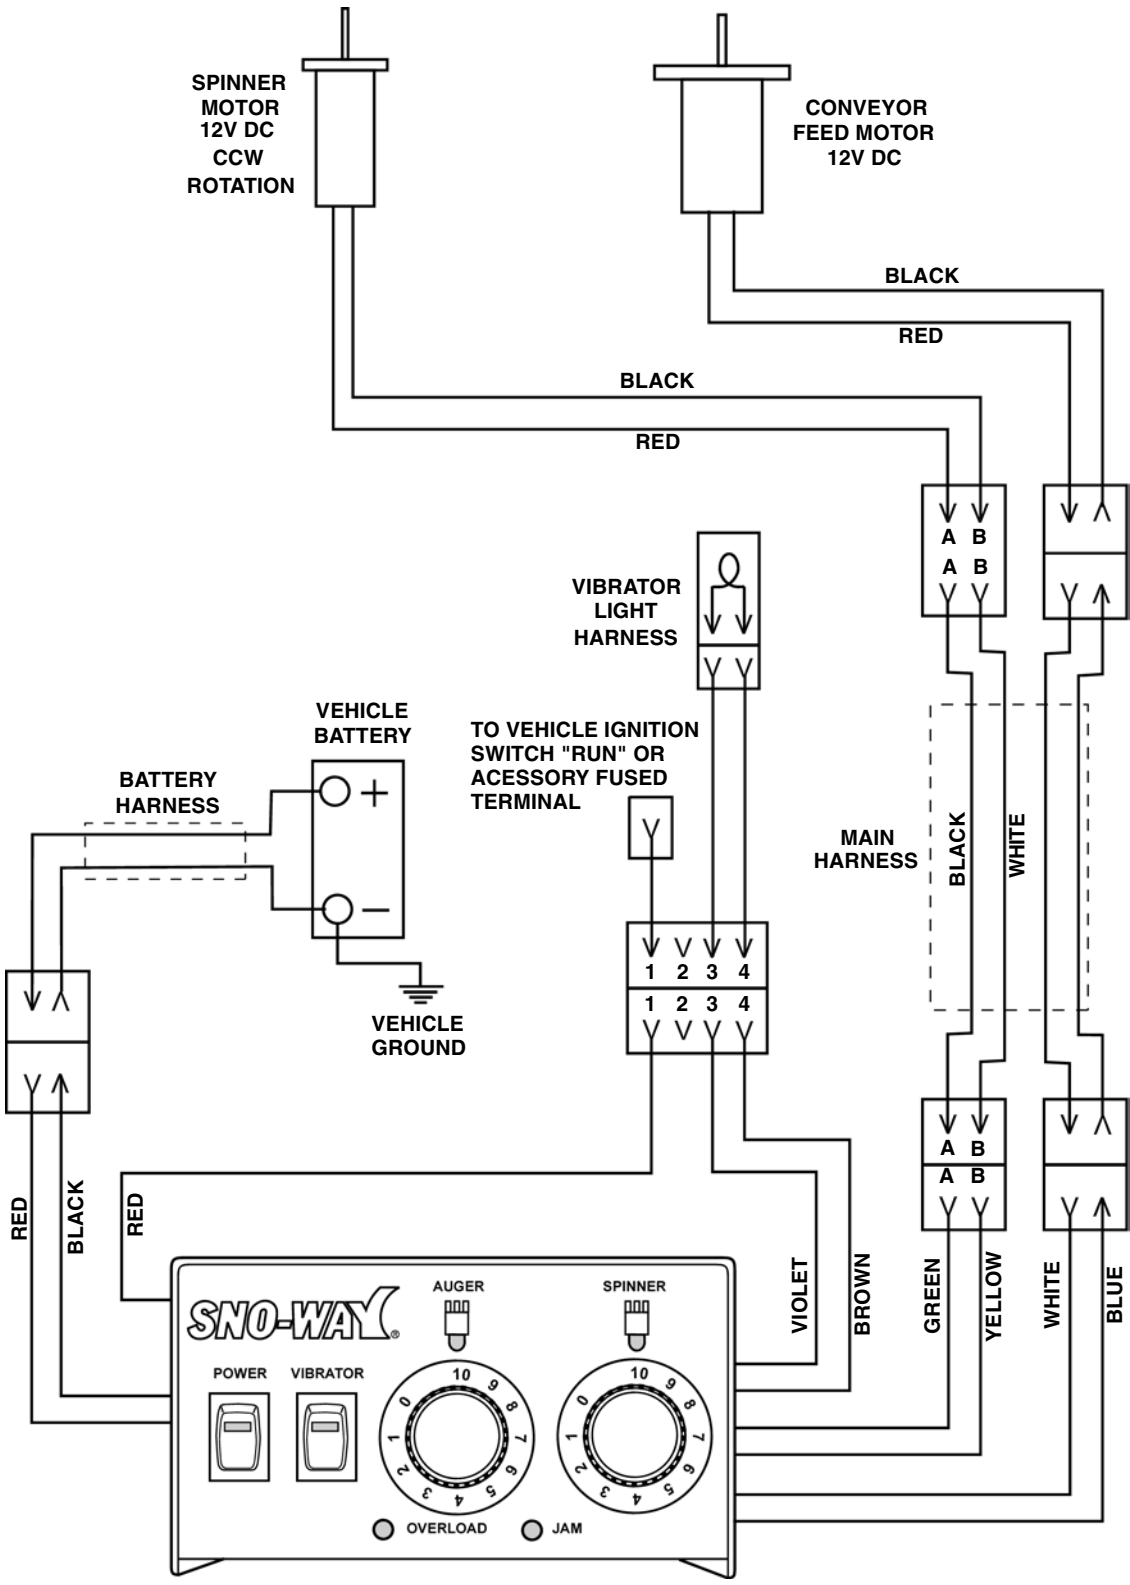 SPINNER
MOTOR
12V DC
CCW
ROTATION
CONVEYOR
FEED MOTOR
12V DC
BLACK
RED
BLACK
RED
A B
A B
VIBRATOR
LIGHT
HARNESS
VEHICLE
BATTERY
TO VEHICLE IGNITION
SWITCH "RUN" OR
ACESSORY FUSED
TERMINAL
BATTERY
HARNESS
+
−
MAIN
HARNESS
BLACK
WHITE
1 2 3 4
1 2 3 4
VEHICLE
GROUND
A B
A B
RED
BLACK
RED
VIOLET
BROWN
GREEN
YELLOW
WHITE
BLUE
SNO-WAY®
AUGER
SPINNER
POWER
VIBRATOR
0 1 2 3 4 5 6 7 8 9 10
0 1 2 3 4 5 6 7 8 9 10
OVERLOAD
JAM